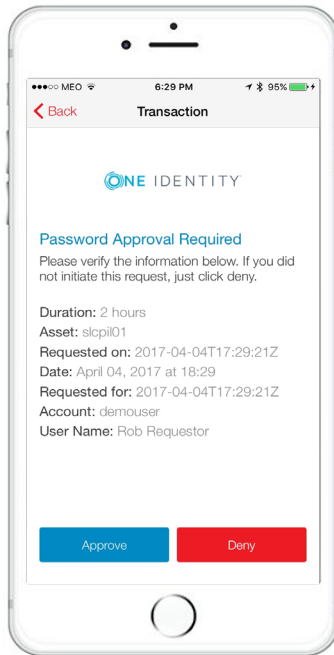 MEO 6:29 PM 95%
Back Transaction
ONE IDENTITY
Password Approval Required
Please verify the information below. If you did
not initiate this request, just click deny.
Duration: 2 hours
Asset: slcpil01
Requested on: 2017-04-04T17:29:21Z
Date: April 04, 2017 at 18:29
Requested for: 2017-04-04T17:29:21Z
Account: demouser
User Name: Rob Requestor
Approve Deny